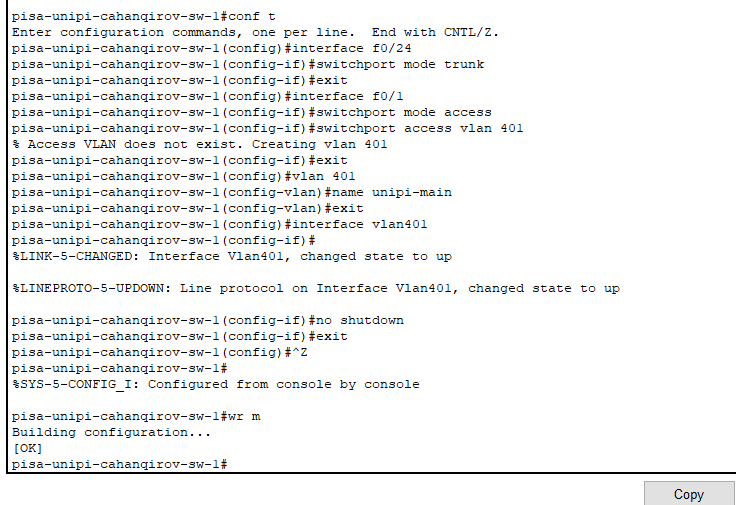 pisa-unipi-cahanqirov-sw-1#conf t
Enter configuration commands, one per line.  End with CNTL/Z.
pisa-unipi-cahanqirov-sw-1(config)#interface f0/24
pisa-unipi-cahanqirov-sw-1(config-if)#switchport mode trunk
pisa-unipi-cahanqirov-sw-1(config-if)#exit
pisa-unipi-cahanqirov-sw-1(config)#interface f0/1
pisa-unipi-cahanqirov-sw-1(config-if)#switchport mode access
pisa-unipi-cahanqirov-sw-1(config-if)#switchport access vlan 401
% Access VLAN does not exist. Creating vlan 401
pisa-unipi-cahanqirov-sw-1(config-if)#exit
pisa-unipi-cahanqirov-sw-1(config)#vlan 401
pisa-unipi-cahanqirov-sw-1(config-vlan)#name unipi-main
pisa-unipi-cahanqirov-sw-1(config-vlan)#exit
pisa-unipi-cahanqirov-sw-1(config)#interface vlan401
pisa-unipi-cahanqirov-sw-1(config-if)#
%LINK-5-CHANGED: Interface Vlan401, changed state to up
%LINEPROTO-5-UPDOWN: Line protocol on Interface Vlan401, changed state to up
pisa-unipi-cahanqirov-sw-1(config-if)#no shutdown
pisa-unipi-cahanqirov-sw-1(config-if)#exit
pisa-unipi-cahanqirov-sw-1(config)#^Z
pisa-unipi-cahanqirov-sw-1#
%SYS-5-CONFIG_I: Configured from console by console
pisa-unipi-cahanqirov-sw-1#wr m
Building configuration...
[OK]
pisa-unipi-cahanqirov-sw-1#
Copy